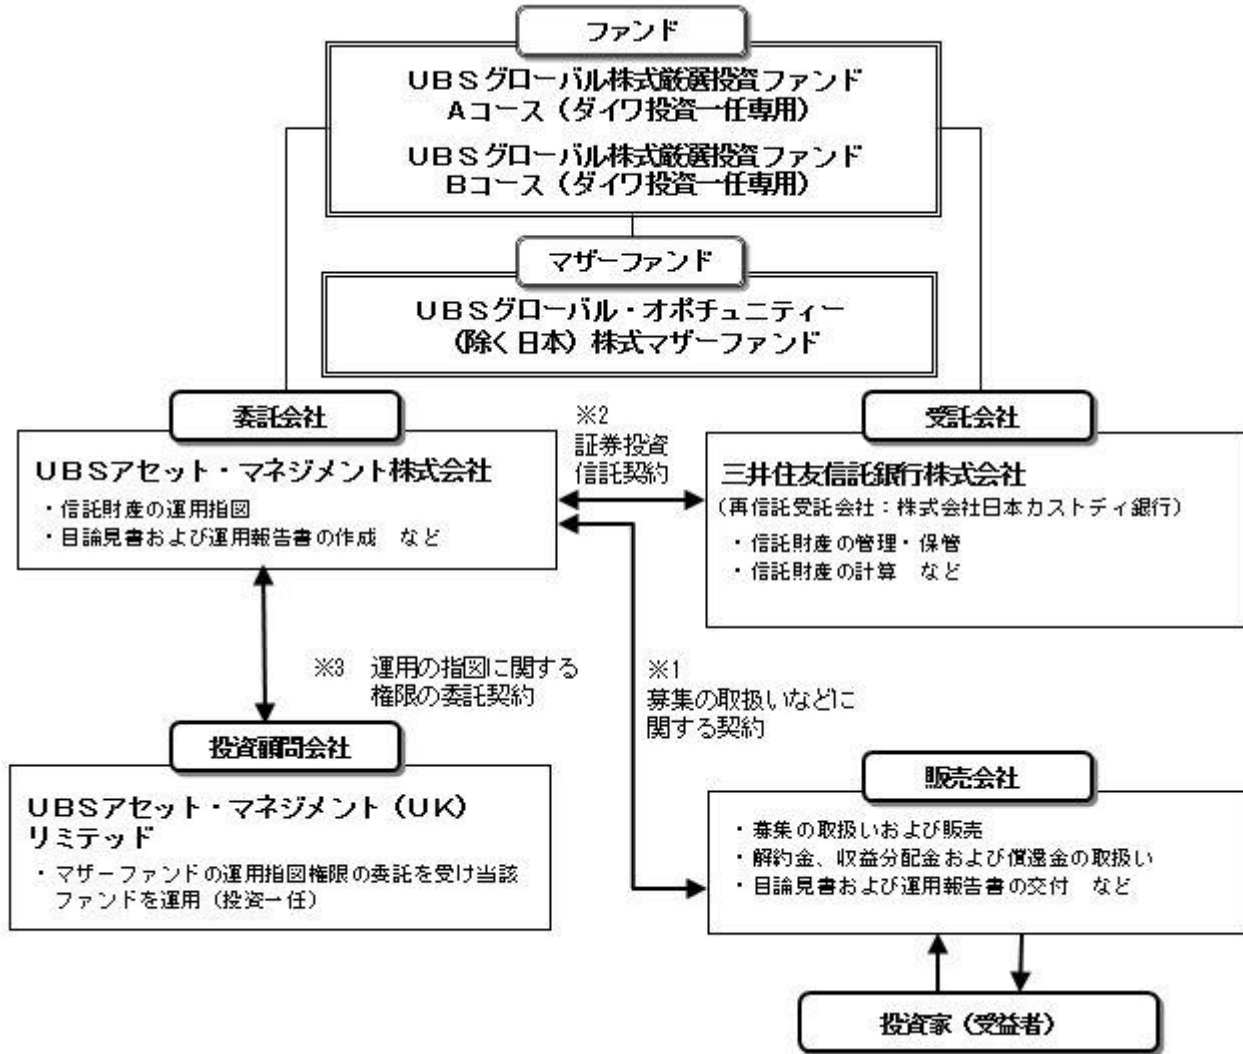 ファンド
UBSグローバル株式厳選投資ファンド
Aコース(ダイワ投資一任専用)
UBSグローバル株式厳選投資ファンド
Bコース(ダイワ投資一任専用)
マザーファンド
UBSグローバル・オポチュニティー
(除く日本)株式マザーファンド
委託会社
UBSアセット・マネジメント株式会社
・信託財産の運用指図
・目論見書および運用報告書の作成 など
※2
証券投資
信託契約
受託会社
三井住友信託銀行株式会社
(再信託受託会社:株式会社日本カストディ銀行)
・信託財産の管理・保管
・信託財産の計算 など
※3 運用の指図に関する
権限の委託契約
※1
募集の取扱いなどに
関する契約
投資顧問会社
UBSアセット・マネジメント(UK)
リミテッド
・マザーファンドの運用指図権限の委託を受け当該
ファンドを運用(投資一任)
販売会社
・募集の取扱いおよび販売
・解約金、収益分配金および償還金の取扱い
・目論見書および運用報告書の交付 など
投資家(受益者)